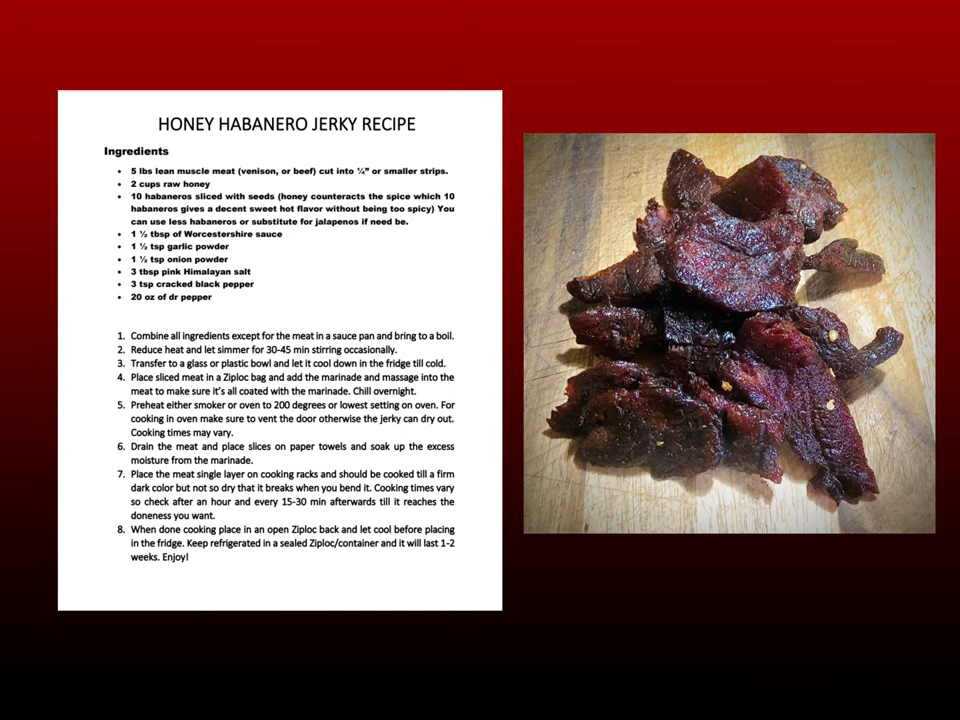 HONEY HABANERO JERKY RECIPE
Ingredients
• 5 lbs lean muscle meat (venison, or beef) cut into ¼” or smaller strips.
• 2 cups raw honey
• 10 habaneros sliced with seeds (honey counteracts the spice which 10
habaneros gives a decent sweet hot flavor without being too spicy) You
can use less habaneros or substitute for jalapenos if need be.
• 1 ½ tbsp of Worcestershire sauce
• 1 ½ tsp garlic powder
• 1 ½ tsp onion powder
• 3 tbsp pink Himalayan salt
• 3 tsp cracked black pepper
• 20 oz of dr pepper
1. Combine all ingredients except for the meat in a sauce pan and bring to a boil.
2. Reduce heat and let simmer for 30-45 min stirring occasionally.
3. Transfer to a glass or plastic bowl and let it cool down in the fridge till cold.
4. Place sliced meat in a Ziploc bag and add the marinade and massage into the
meat to make sure it’s all coated with the marinade. Chill overnight.
5. Preheat either smoker or oven to 200 degrees or lowest setting on oven. For
cooking in oven make sure to vent the door otherwise the jerky can dry out.
Cooking times may vary.
6. Drain the meat and place slices on paper towels and soak up the excess
moisture from the marinade.
7. Place the meat single layer on cooking racks and should be cooked till a firm
dark color but not so dry that it breaks when you bend it. Cooking times vary
so check after an hour and every 15-30 min afterwards till it reaches the
doneness you want.
8. When done cooking place in an open Ziploc back and let cool before placing
in the fridge. Keep refrigerated in a sealed Ziploc/container and it will last 1-2
weeks. Enjoy!